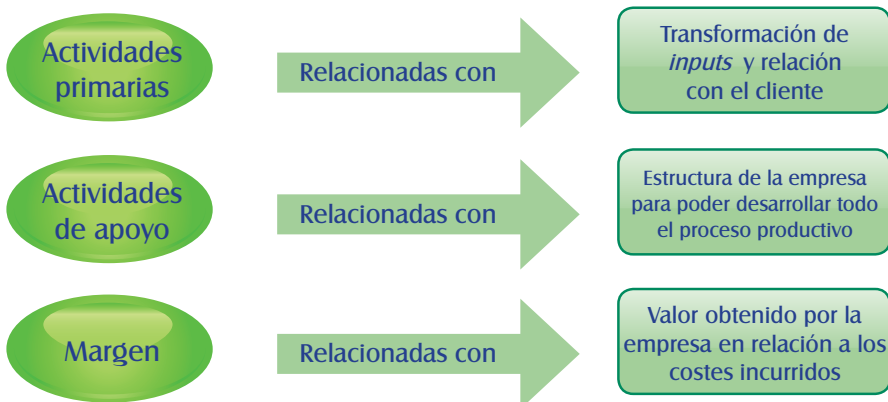 Actividades
primarias
Relacionadas con
Transformación de
inputs y relación
con el cliente
Actividades
de apoyo
Relacionadas con
Estructura de la empresa
para poder desarrollar todo
el proceso productivo
Margen
Relacionadas con
Valor obtenido por la
empresa en relación a los
costes incurridos